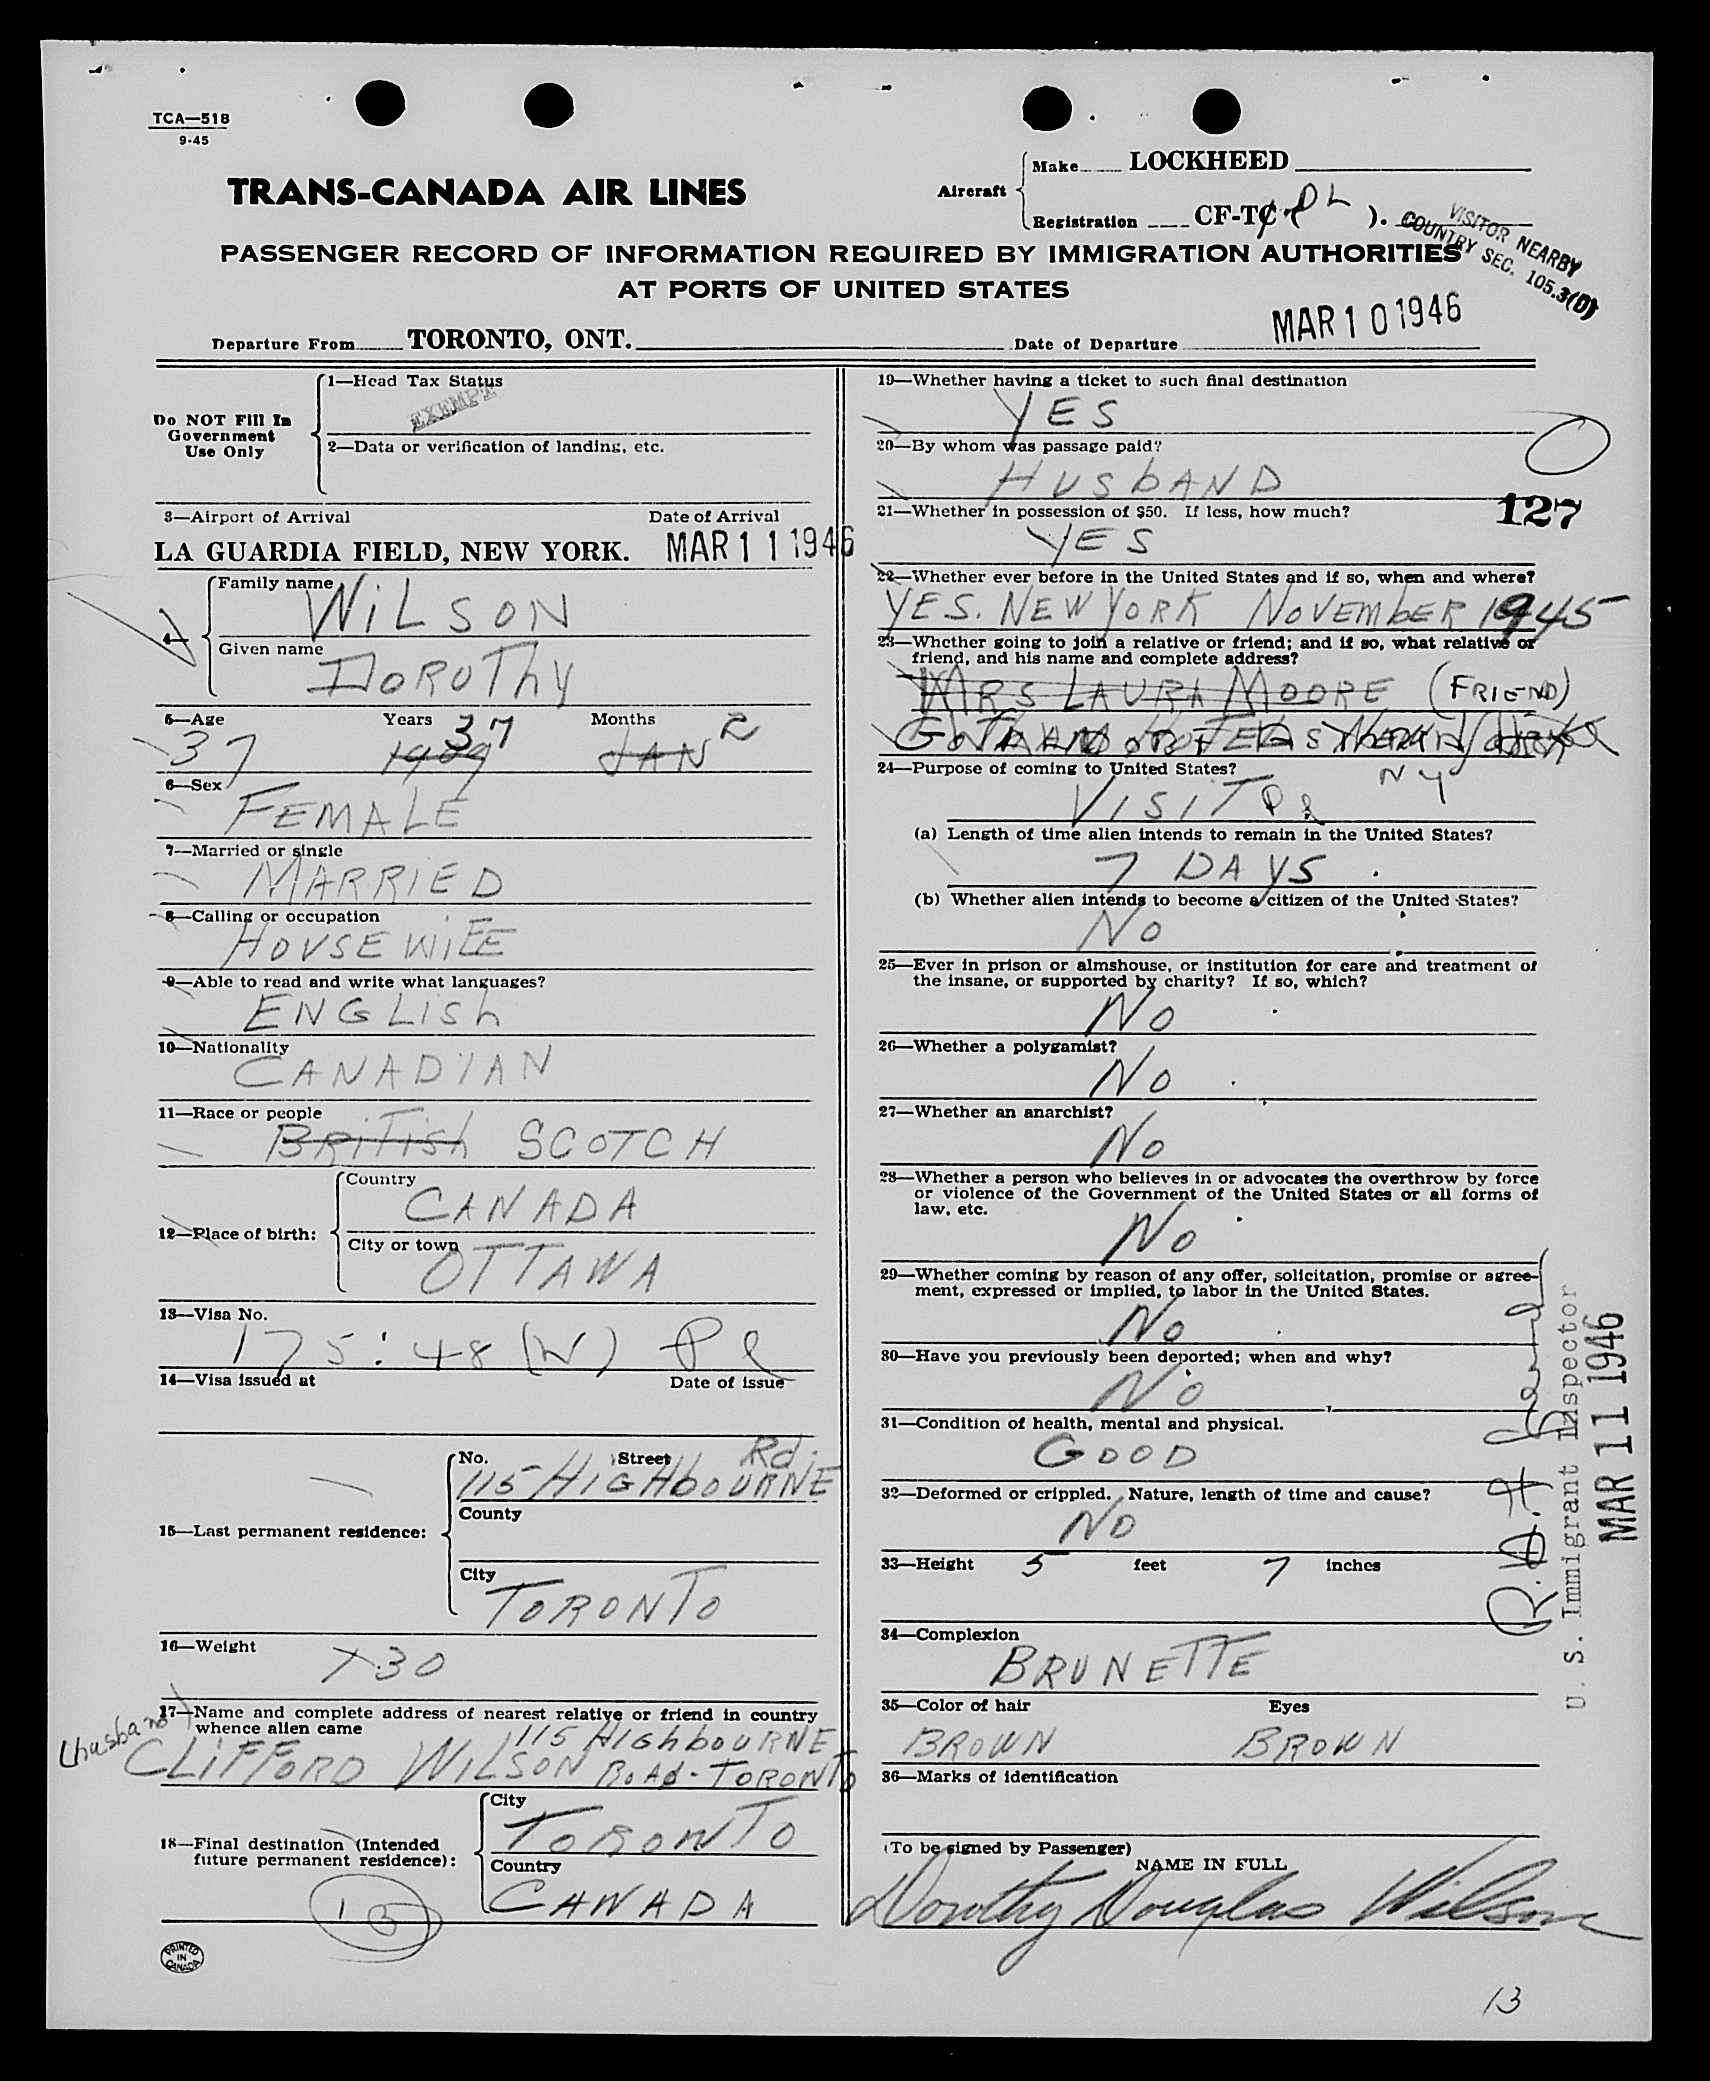 TCA—518
9-45
TRANS-CANADA AIR LINES
Aircraft
Make LOCKHEED
Registration CF-TC
VISITOR NEARBY
COUNTRY SEC. 105.3(D)
PASSENGER RECORD OF INFORMATION REQUIRED BY IMMIGRATION AUTHORITIES
AT PORTS OF UNITED STATES
Departure From TORONTO, ONT.
Date of Departure MAR 10 1946
Do NOT Fill In
Government
Use Only
1—Head Tax Status
EXEMPT
2—Data or verification of landing, etc.
3—Airport of Arrival Date of Arrival
LA GUARDIA FIELD, NEW YORK. MAR 11 1946
4—
Family name
WILSON
Given name
DOROTHY
5—Age Years 37 Months 2
37 1909 JAN
6—Sex
FEMALE
7—Married or single
MARRIED
8—Calling or occupation
HOUSEWIFE
9—Able to read and write what languages?
ENGLISh
10—Nationality
CANADIAN
11—Race or people
BRITISh SCOTCH
12—Place of birth:
Country
CANADA
City or town
OTTAWA
13—Visa No.
175:48 (W)
14—Visa issued at Date of issue
15—Last permanent residence:
No. Street Rd.
115 HIGHbOURNE
County
City
TORONTO
16—Weight
130
17—Name and complete address of nearest relative or friend in country
whence alien came
(husband)
115 HIGhbOURNE
CLIFFORD WILSON ROAD - TORONTO
18—Final destination (Intended
future permanent residence):
City
TORONTO
Country
CANADA
13
PRINTED
IN
CANADA
19—Whether having a ticket to such final destination
YES
20—By whom was passage paid?
HUSbAND
127
21—Whether in possession of $50. If less, how much?
YES
22—Whether ever before in the United States and if so, when and where?
YES. NEW YORK NOVEMbER 1945
23—Whether going to join a relative or friend; and if so, what relative or
friend, and his name and complete address?
MRS LAURA MOORE (FRIEND)
N Y
24—Purpose of coming to United States?
VISIT
(a) Length of time alien intends to remain in the United States?
7 DAYS
(b) Whether alien intends to become a citizen of the United States?
NO
25—Ever in prison or almshouse, or institution for care and treatment of
the insane, or supported by charity? If so, which?
NO
26—Whether a polygamist?
NO
27—Whether an anarchist?
NO
28—Whether a person who believes in or advocates the overthrow by force
or violence of the Government of the United States or all forms of
law, etc.
NO
29—Whether coming by reason of any offer, solicitation, promise or agree-
ment, expressed or implied, to labor in the United States.
NO
30—Have you previously been deported; when and why?
NO
31—Condition of health, mental and physical.
GOOD
32—Deformed or crippled. Nature, length of time and cause?
NO
33—Height 5 feet 7 inches
34—Complexion
BRUNETTE
35—Color of hair Eyes
BROWN BROWN
36—Marks of identification
(To be signed by Passenger)
NAME IN FULL
Dorothy Douglas Wilson
U. S. Immigrant Inspector
MAR 11 1946
13